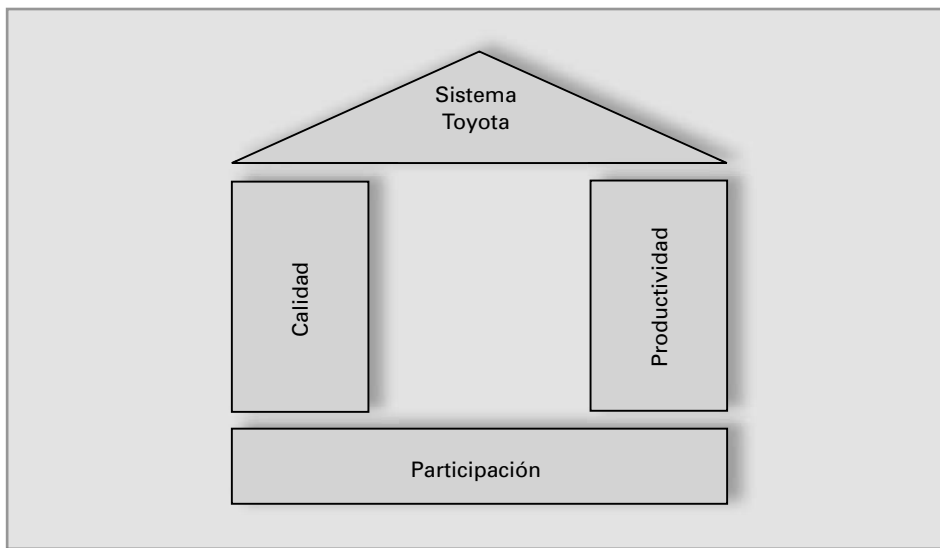 Sistema
Toyota
Calidad
Productividad
Participación